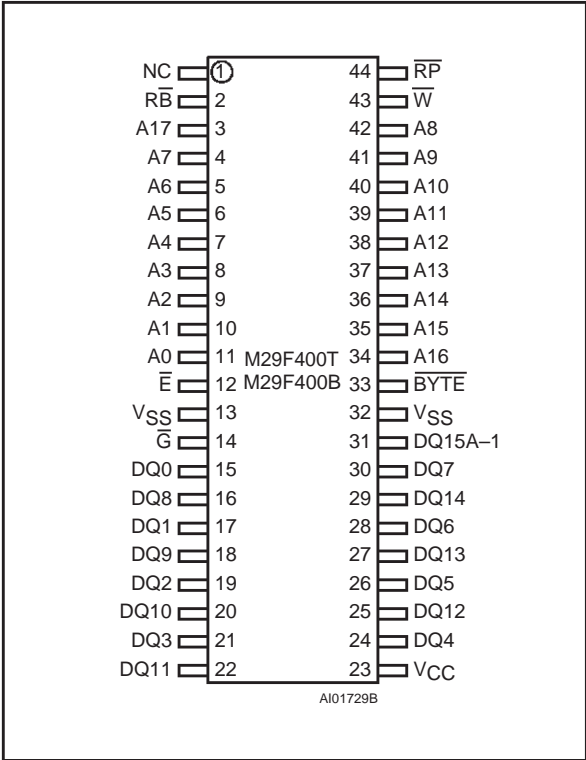 NC 1 44 R̅P̅
RB̅ 2 43 W̅
A17 3 42 A8
A7 4 41 A9
A6 5 40 A10
A5 6 39 A11
A4 7 38 A12
A3 8 37 A13
A2 9 36 A14
A1 10 35 A15
A0 11 M29F400T 34 A16
E̅ 12 M29F400B 33 B̅Y̅T̅E̅
VSS 13 32 VSS
G̅ 14 31 DQ15A–1
DQ0 15 30 DQ7
DQ8 16 29 DQ14
DQ1 17 28 DQ6
DQ9 18 27 DQ13
DQ2 19 26 DQ5
DQ10 20 25 DQ12
DQ3 21 24 DQ4
DQ11 22 23 VCC
AI01729B